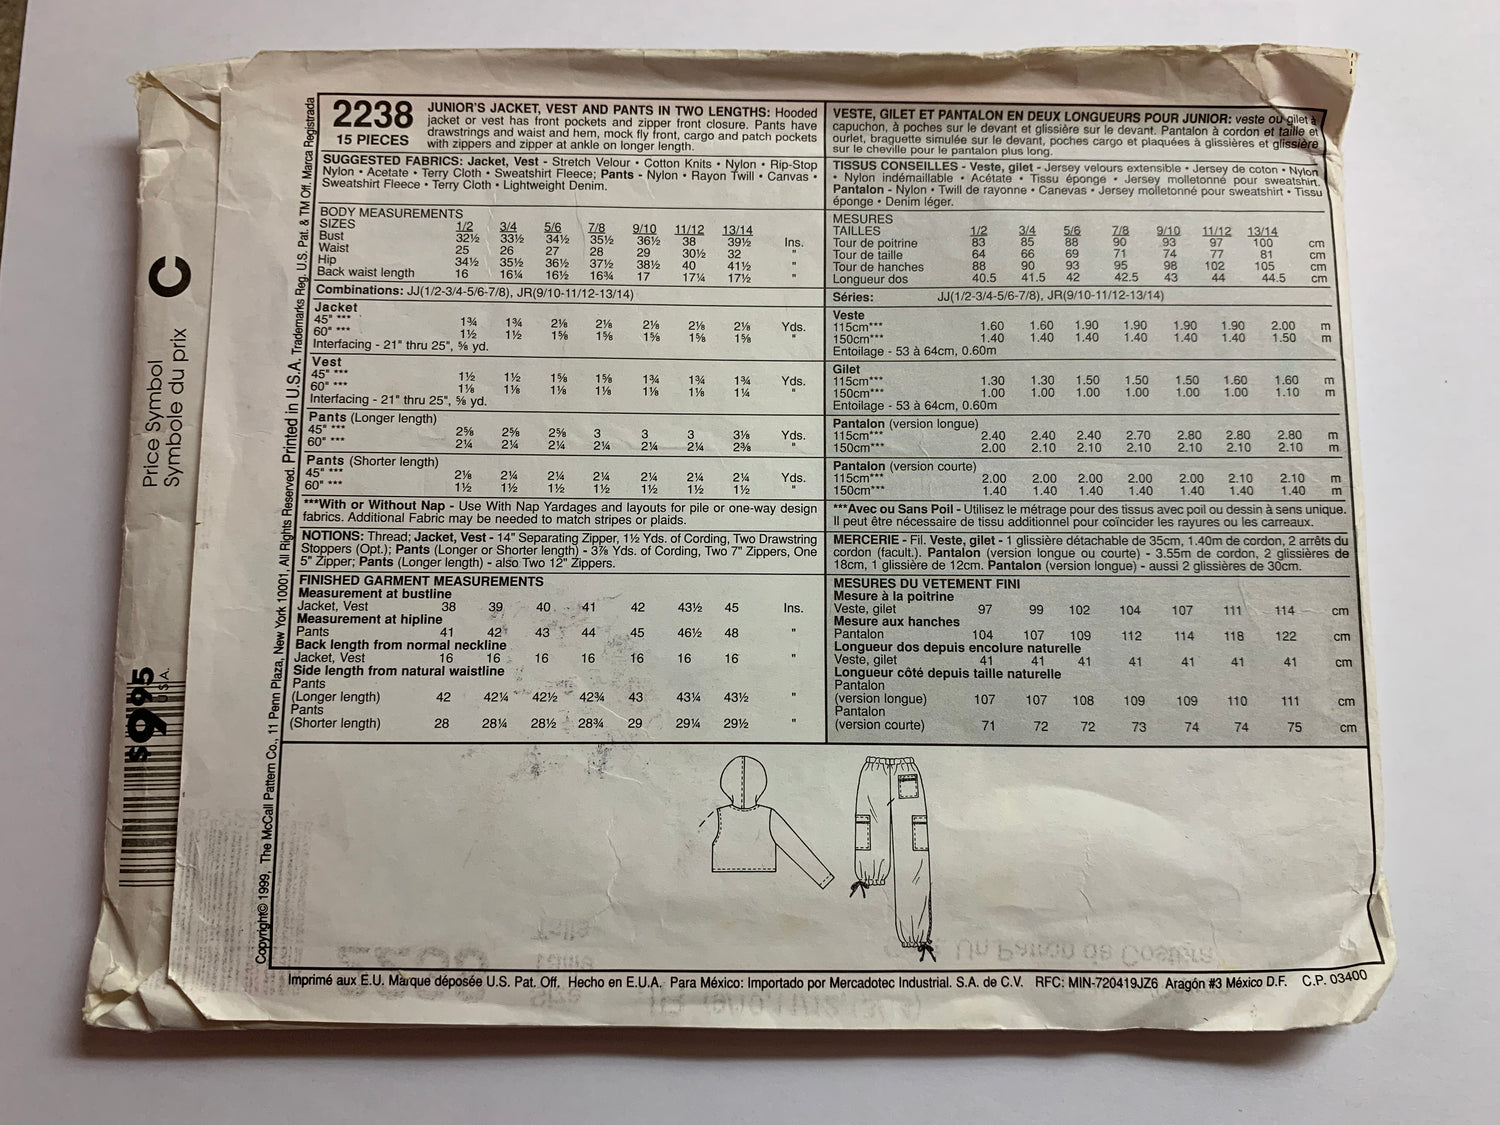 2238
15 PIECES
JUNIOR'S JACKET, VEST AND PANTS IN TWO LENGTHS: Hooded
jacket or vest has front pockets and zipper front closure. Pants have
drawstrings and waist and hem, mock fly front, cargo and patch pockets
with zippers and zipper at ankle on longer length.
SUGGESTED FABRICS: Jacket, Vest - Stretch Velour • Cotton Knits • Nylon • Rip-Stop
Nylon • Acetate • Terry Cloth • Sweatshirt Fleece; Pants - Nylon • Rayon Twill • Canvas •
Sweatshirt Fleece • Terry Cloth • Lightweight Denim.
BODY MEASUREMENTS
SIZES 1/2 3/4 5/6 7/8 9/10 11/12 13/14
Bust 32½ 33½ 34½ 35½ 36½ 38 39½ Ins.
Waist 25 26 27 28 29 30½ 32 "
Hip 34½ 35½ 36½ 37½ 38½ 40 41½ "
Back waist length 16 16¼ 16½ 16¾ 17 17¼ 17½ "
Combinations: JJ(1/2-3/4-5/6-7/8), JR(9/10-11/12-13/14)
Jacket
45" *** 1¾ 1¾ 2⅛ 2⅛ 2⅛ 2⅛ 2⅛ Yds.
60" *** 1½ 1½ 1⅝ 1⅝ 1⅝ 1⅝ 1⅝ "
Interfacing - 21" thru 25", ⅝ yd.
Vest
45" *** 1½ 1½ 1⅝ 1⅝ 1¾ 1¾ 1¾ Yds.
60" *** 1⅛ 1⅛ 1⅛ 1⅛ 1⅛ 1⅛ 1¼ "
Interfacing - 21" thru 25", ⅝ yd.
Pants (Longer length)
45" *** 2⅝ 2⅝ 2⅝ 3 3 3 3⅛ Yds.
60" *** 2¼ 2¼ 2¼ 2¼ 2¼ 2¼ 2⅜ "
Pants (Shorter length)
45" *** 2⅛ 2¼ 2¼ 2¼ 2¼ 2¼ 2¼ Yds.
60" *** 1½ 1½ 1½ 1½ 1½ 1½ 1½ "
***With or Without Nap - Use With Nap Yardages and layouts for pile or one-way design
fabrics. Additional Fabric may be needed to match stripes or plaids.
NOTIONS: Thread; Jacket, Vest - 14" Separating Zipper, 1½ Yds. of Cording, Two Drawstring
Stoppers (Opt.); Pants (Longer or Shorter length) - 3⅞ Yds. of Cording, Two 7" Zippers, One
5" Zipper; Pants (Longer length) - also Two 12" Zippers.
FINISHED GARMENT MEASUREMENTS
Measurement at bustline
Jacket, Vest 38 39 40 41 42 43½ 45 Ins.
Measurement at hipline
Pants 41 42 43 44 45 46½ 48 "
Back length from normal neckline
Jacket, Vest 16 16 16 16 16 16 16 "
Side length from natural waistline
Pants
(Longer length) 42 42¼ 42½ 42¾ 43 43¼ 43½ "
Pants
(Shorter length) 28 28¼ 28½ 28¾ 29 29¼ 29½ "
VESTE, GILET ET PANTALON EN DEUX LONGUEURS POUR JUNIOR: veste ou gilet à
capuchon, à poches sur le devant et glissière sur le devant. Pantalon à cordon et taille et
ourlet, braguette simulée sur le devant, poches cargo et plaquées à glissières et glissière
sur le cheville pour le pantalon plus long.
TISSUS CONSEILLES - Veste, gilet - Jersey velours extensible • Jersey de coton • Nylon
• Nylon indémaillable • Acétate • Tissu éponge • Jersey molletonné pour sweatshirt.
Pantalon - Nylon • Twill de rayonne • Canevas • Jersey molletonné pour sweatshirt • Tissu
éponge • Denim léger.
MESURES
TAILLES 1/2 3/4 5/6 7/8 9/10 11/12 13/14
Tour de poitrine 83 85 88 90 93 97 100 cm
Tour de taille 64 66 69 71 74 77 81 cm
Tour de hanches 88 90 93 95 98 102 105 cm
Longueur dos 40.5 41.5 42 42.5 43 44 44.5 cm
Séries: JJ(1/2-3/4-5/6-7/8), JR(9/10-11/12-13/14)
Veste
115cm*** 1.60 1.60 1.90 1.90 1.90 1.90 2.00 m
150cm*** 1.40 1.40 1.40 1.40 1.40 1.40 1.50 m
Entoilage - 53 à 64cm, 0.60m
Gilet
115cm*** 1.30 1.30 1.50 1.50 1.50 1.60 1.60 m
150cm*** 1.00 1.00 1.00 1.00 1.00 1.00 1.10 m
Entoilage - 53 à 64cm, 0.60m
Pantalon (version longue)
115cm*** 2.40 2.40 2.40 2.70 2.80 2.80 2.80 m
150cm*** 2.00 2.10 2.10 2.10 2.10 2.10 2.10 m
Pantalon (version courte)
115cm*** 2.00 2.00 2.00 2.00 2.00 2.10 2.10 m
150cm*** 1.40 1.40 1.40 1.40 1.40 1.40 1.40 m
***Avec ou Sans Poil - Utilisez le métrage pour des tissus avec poil ou dessin à sens unique.
Il peut être nécessaire de tissu additionnel pour coïncider les rayures ou les carreaux.
MERCERIE - Fil. Veste, gilet - 1 glissière détachable de 35cm, 1.40m de cordon, 2 arrêts du
cordon (facult.). Pantalon (version longue ou courte) - 3.55m de cordon, 2 glissières de
18cm, 1 glissière de 12cm. Pantalon (version longue) - aussi 2 glissières de 30cm.
MESURES DU VETEMENT FINI
Mesure à la poitrine
Veste, gilet 97 99 102 104 107 111 114 cm
Mesure aux hanches
Pantalon 104 107 109 112 114 118 122 cm
Longueur dos depuis encolure naturelle
Veste, gilet 41 41 41 41 41 41 41 cm
Longueur côté depuis taille naturelle
Pantalon
(version longue) 107 107 108 109 109 110 111 cm
Pantalon
(version courte) 71 72 72 73 74 74 75 cm
Imprimé aux E.U. Marque déposée U.S. Pat. Off. Hecho en E.U.A. Para México: Importado por Mercadotec Industrial. S.A. de C.V. RFC: MIN-720419JZ6 Aragón #3 México D.F. C.P. 03400
Copyright© 1999, The McCall Pattern Co., 11 Penn Plaza, New York 10001, All Rights Reserved. Printed in U.S.A. Trademarks Reg. U.S. Pat. & TM Off. Marca Registrada
Price Symbol
Symbole du prix
C
$9.95
U.S.A.